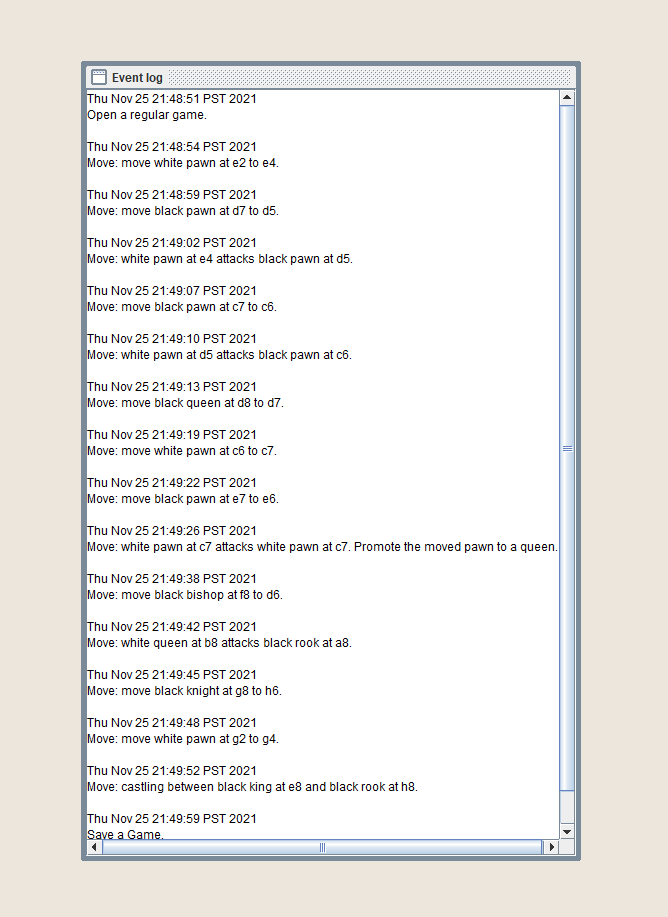 Event log
Thu Nov 25 21:48:51 PST 2021
Open a regular game.
Thu Nov 25 21:48:54 PST 2021
Move: move white pawn at e2 to e4.
Thu Nov 25 21:48:59 PST 2021
Move: move black pawn at d7 to d5.
Thu Nov 25 21:49:02 PST 2021
Move: white pawn at e4 attacks black pawn at d5.
Thu Nov 25 21:49:07 PST 2021
Move: move black pawn at c7 to c6.
Thu Nov 25 21:49:10 PST 2021
Move: white pawn at d5 attacks black pawn at c6.
Thu Nov 25 21:49:13 PST 2021
Move: move black queen at d8 to d7.
Thu Nov 25 21:49:19 PST 2021
Move: move white pawn at c6 to c7.
Thu Nov 25 21:49:22 PST 2021
Move: move black pawn at e7 to e6.
Thu Nov 25 21:49:26 PST 2021
Move: white pawn at c7 attacks white pawn at c7. Promote the moved pawn to a queen.
Thu Nov 25 21:49:38 PST 2021
Move: move black bishop at f8 to d6.
Thu Nov 25 21:49:42 PST 2021
Move: white queen at b8 attacks black rook at a8.
Thu Nov 25 21:49:45 PST 2021
Move: move black knight at g8 to h6.
Thu Nov 25 21:49:48 PST 2021
Move: move white pawn at g2 to g4.
Thu Nov 25 21:49:52 PST 2021
Move: castling between black king at e8 and black rook at h8.
Thu Nov 25 21:49:59 PST 2021
Save a Game.